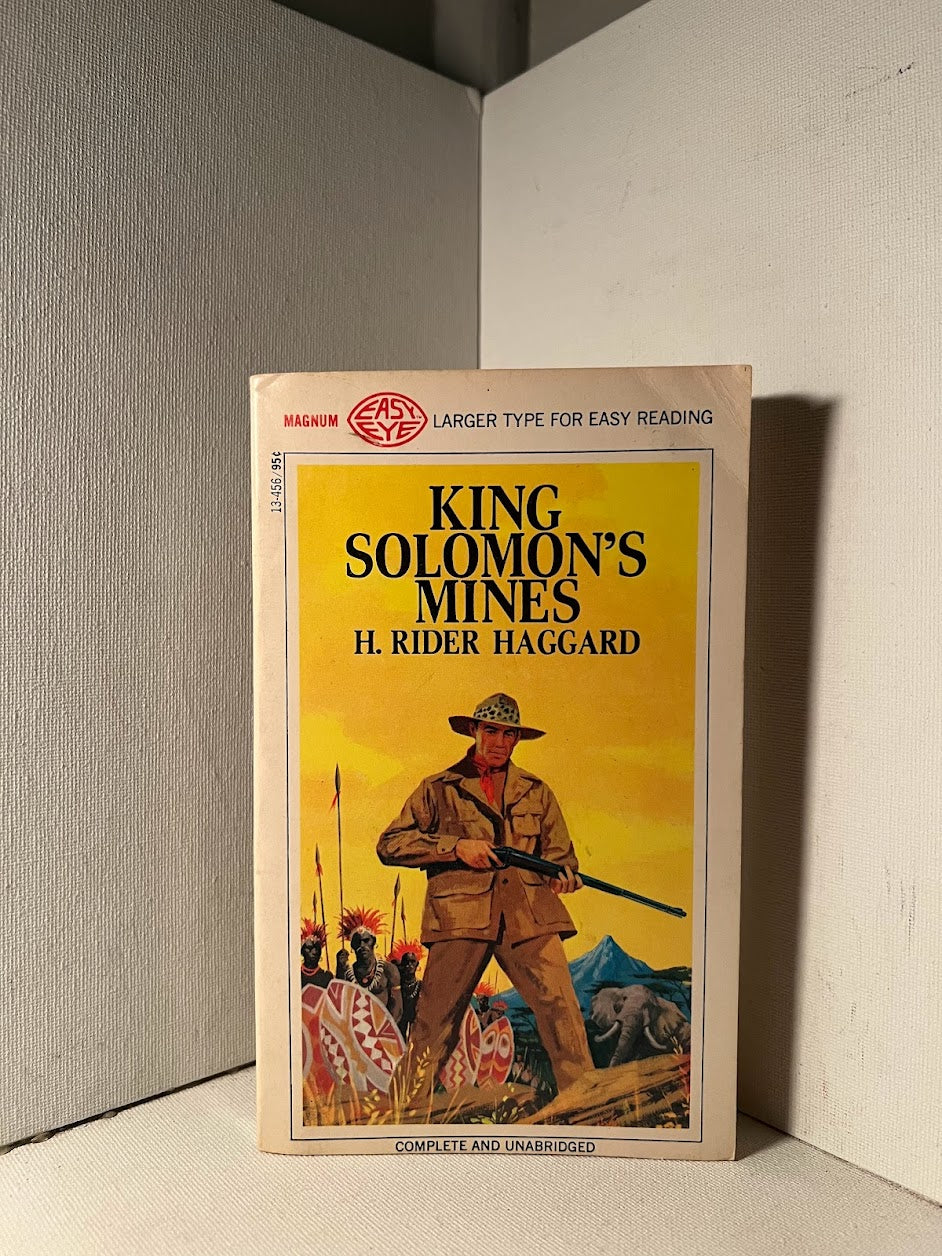 MAGNUM EASY EYE LARGER TYPE FOR EASY READING
13-456/95¢
KING
SOLOMON'S
MINES
H. RIDER HAGGARD
COMPLETE AND UNABRIDGED